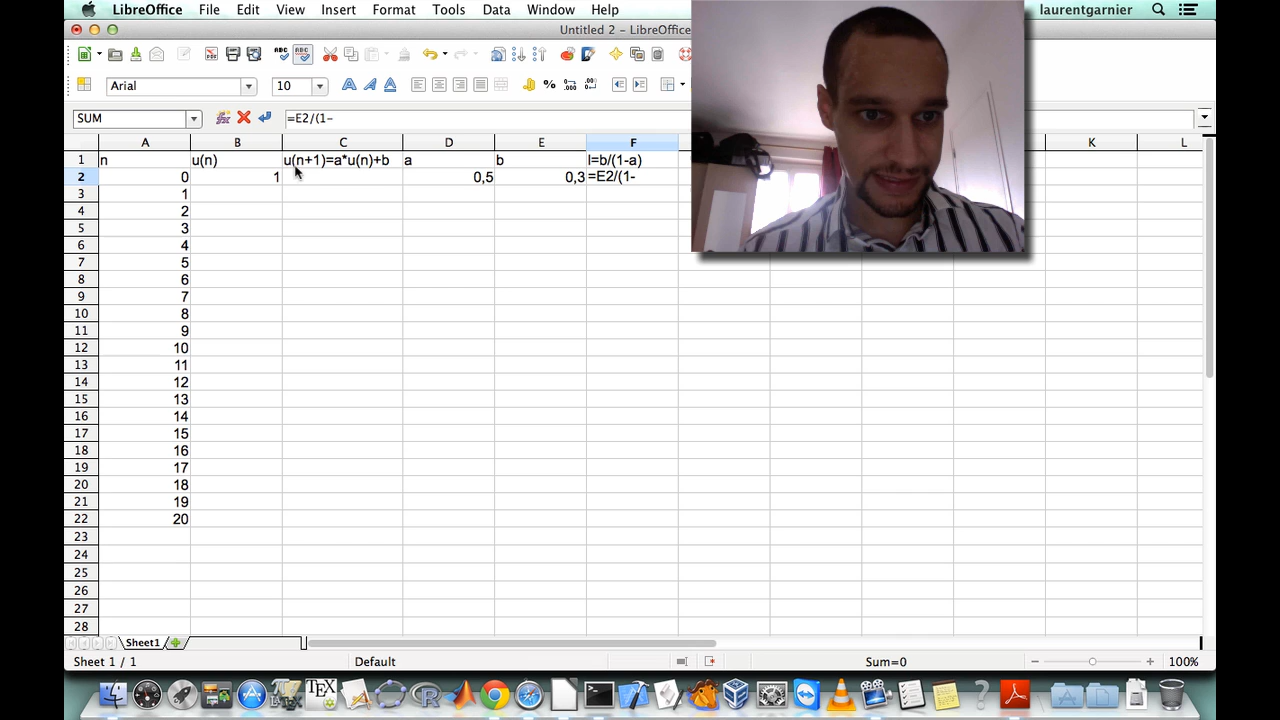 LibreOffice File Edit View Insert Format Tools Data Window Help laurentgarnier
Untitled 2 - LibreOffice
Arial 10
SUM =E2/(1-
A B C D E F K L
1 n u(n) u(n+1)=a*u(n)+b a b l=b/(1-a)
2 0 1 0,5 0,3 =E2/(1-
3 1
4 2
5 3
6 4
7 5
8 6
9 7
10 8
11 9
12 10
13 11
14 12
15 13
16 14
17 15
18 16
19 17
20 18
21 19
22 20
23
24
25
26
27
28
Sheet1
Sheet 1 / 1 Default Sum=0 100%